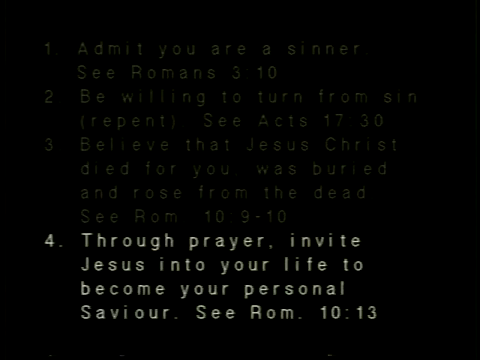 1. Admit you are a sinner.
See Romans 3:10
2 Be willing to turn from sin
(repent) See Acts 17:30
3 Believe that Jesus Christ
died for you, was buried
and rose from the dead
See Rom. 10:9-10
4. Through prayer, invite
Jesus into your life to
become your personal
Saviour. See Rom. 10:13